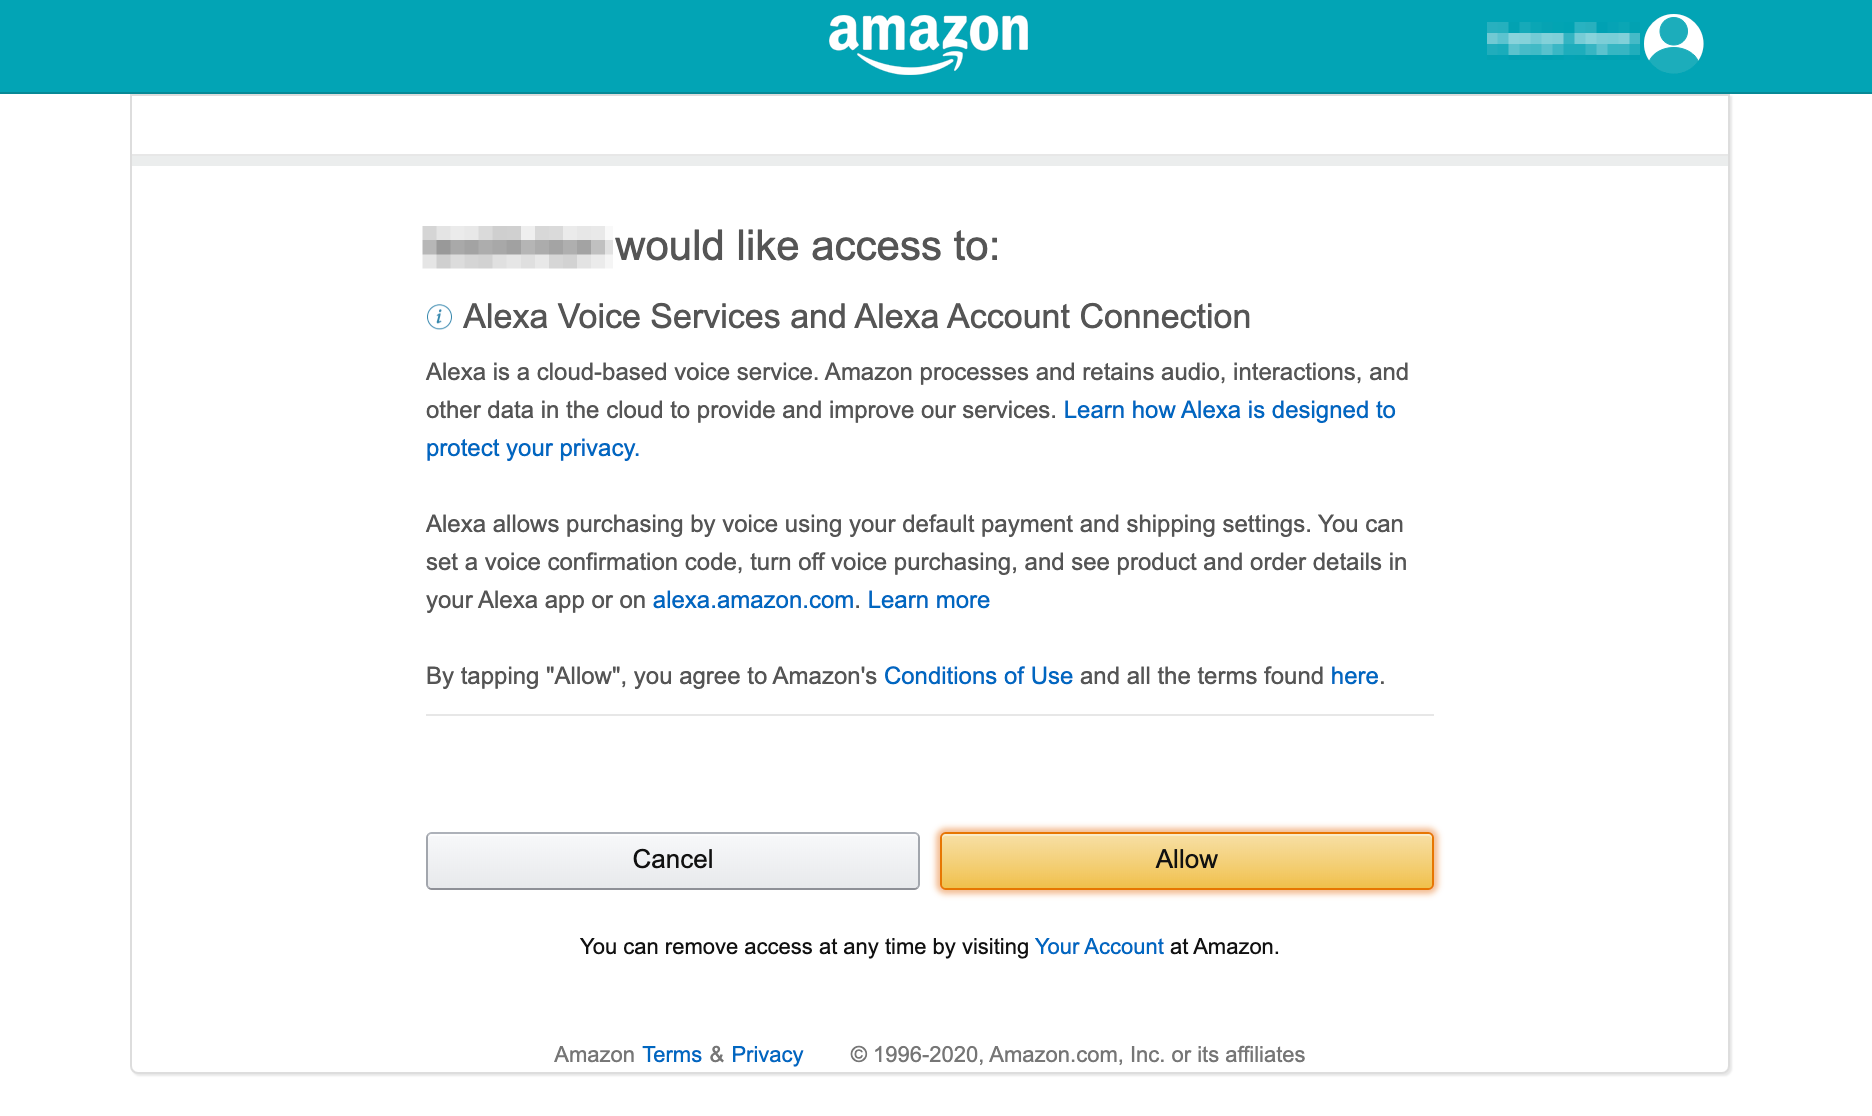 amazon
would like access to:
Alexa Voice Services and Alexa Account Connection
Alexa is a cloud-based voice service. Amazon processes and retains audio, interactions, and
other data in the cloud to provide and improve our services. Learn how Alexa is designed to
protect your privacy.
Alexa allows purchasing by voice using your default payment and shipping settings. You can
set a voice confirmation code, turn off voice purchasing, and see product and order details in
your Alexa app or on alexa.amazon.com. Learn more
By tapping "Allow", you agree to Amazon's Conditions of Use and all the terms found here.
Cancel Allow
You can remove access at any time by visiting Your Account at Amazon.
Amazon Terms & Privacy © 1996-2020, Amazon.com, Inc. or its affiliates